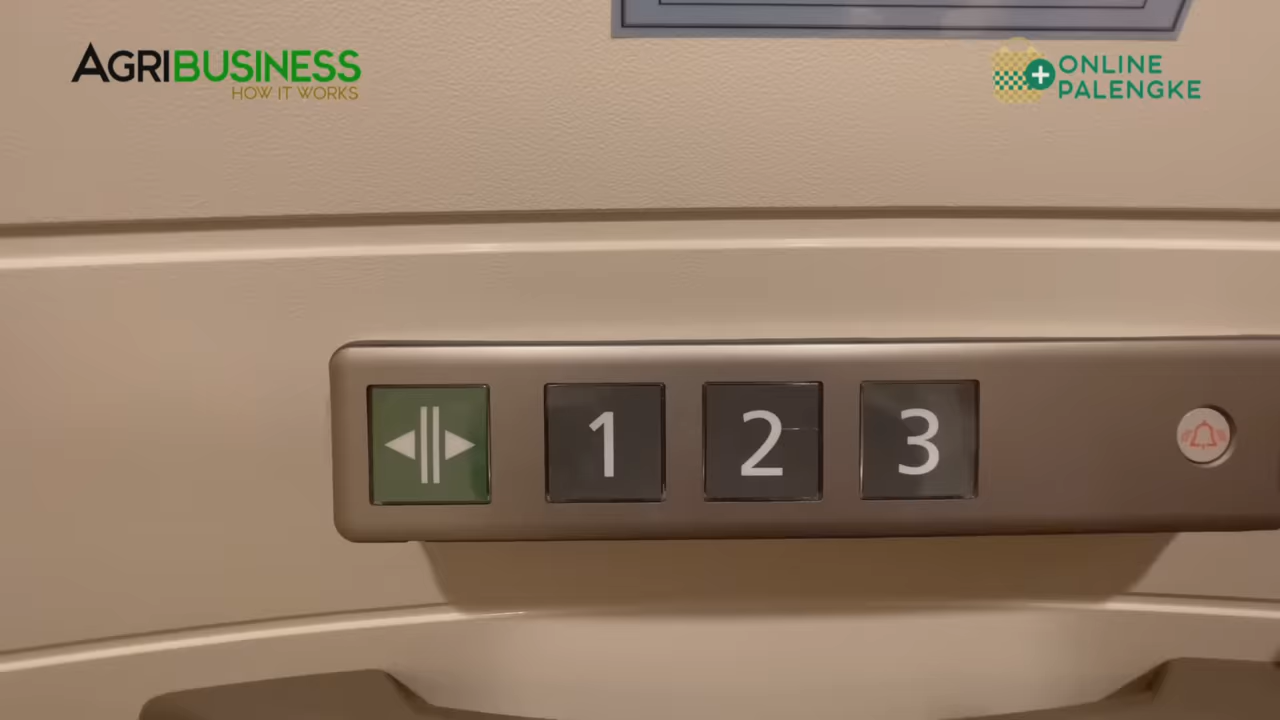 AGRIBUSINESS
HOW IT WORKS
ONLINE
PALENGKE
1 2 3